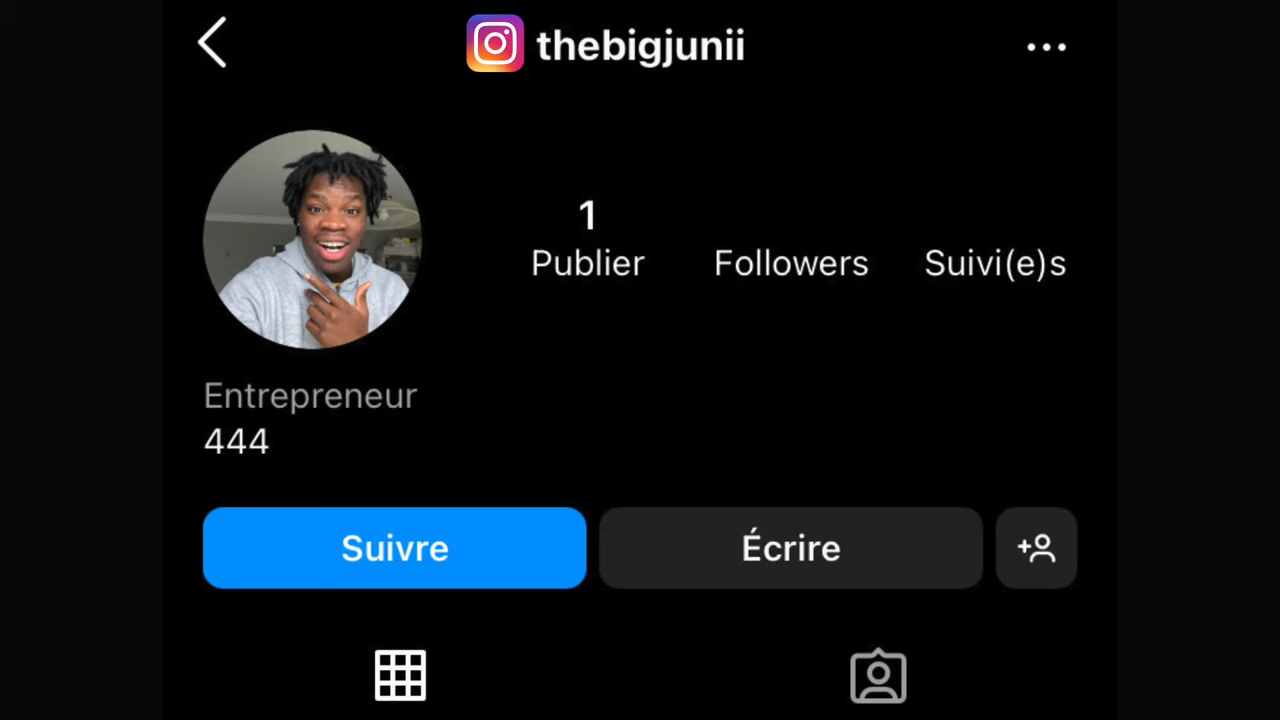 thebigjunii
1
Publier Followers Suivi(e)s
Entrepreneur
444
Suivre Écrire